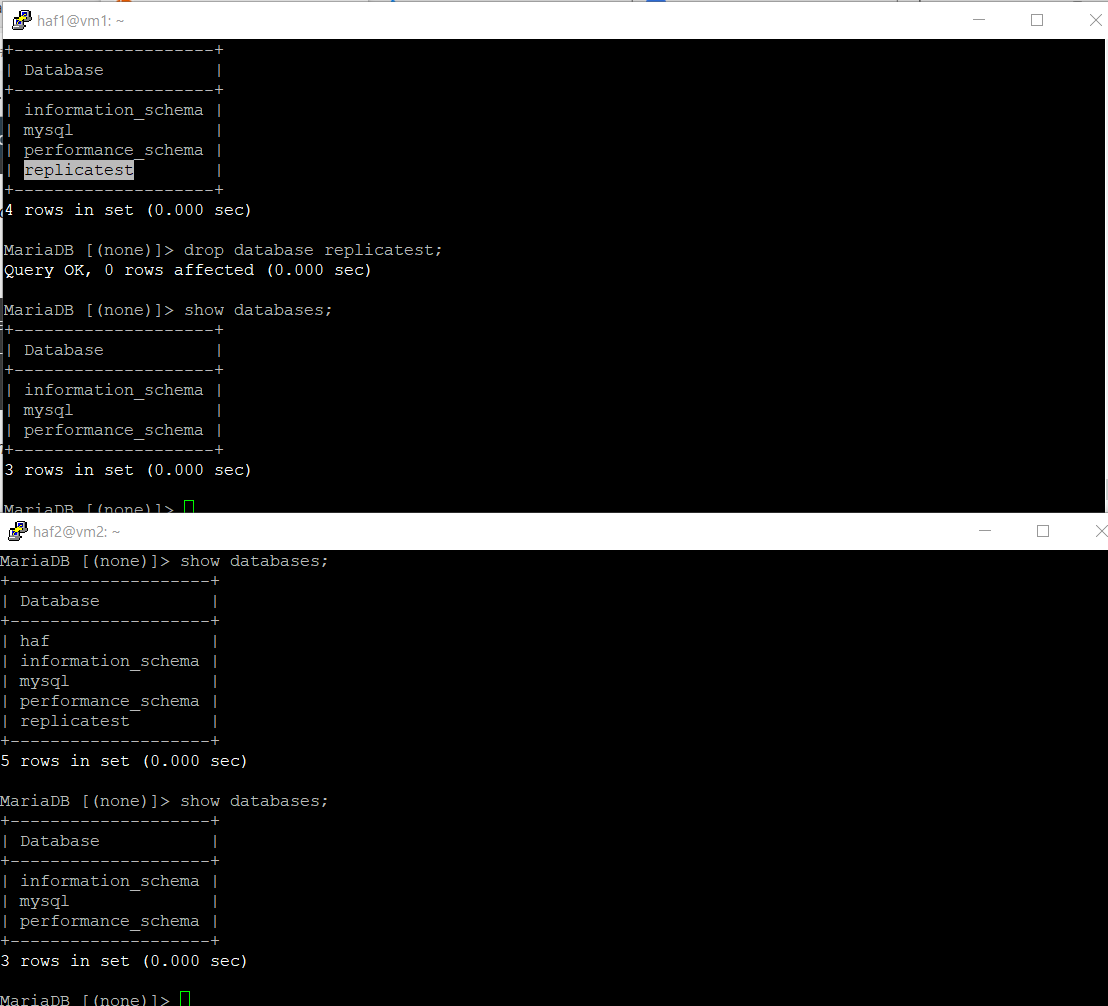 haf1@vm1: ~
+--------------------+
| Database           |
+--------------------+
| information_schema |
| mysql              |
| performance_schema |
| replicatest        |
+--------------------+
4 rows in set (0.000 sec)
MariaDB [(none)]> drop database replicatest;
Query OK, 0 rows affected (0.000 sec)
MariaDB [(none)]> show databases;
+--------------------+
| Database           |
+--------------------+
| information_schema |
| mysql              |
| performance_schema |
+--------------------+
3 rows in set (0.000 sec)
MariaDB [(none)]>
haf2@vm2: ~
MariaDB [(none)]> show databases;
+--------------------+
| Database           |
+--------------------+
| haf                |
| information_schema |
| mysql              |
| performance_schema |
| replicatest        |
+--------------------+
5 rows in set (0.000 sec)
MariaDB [(none)]> show databases;
+--------------------+
| Database           |
+--------------------+
| information_schema |
| mysql              |
| performance_schema |
+--------------------+
3 rows in set (0.000 sec)
MariaDB [(none)]>